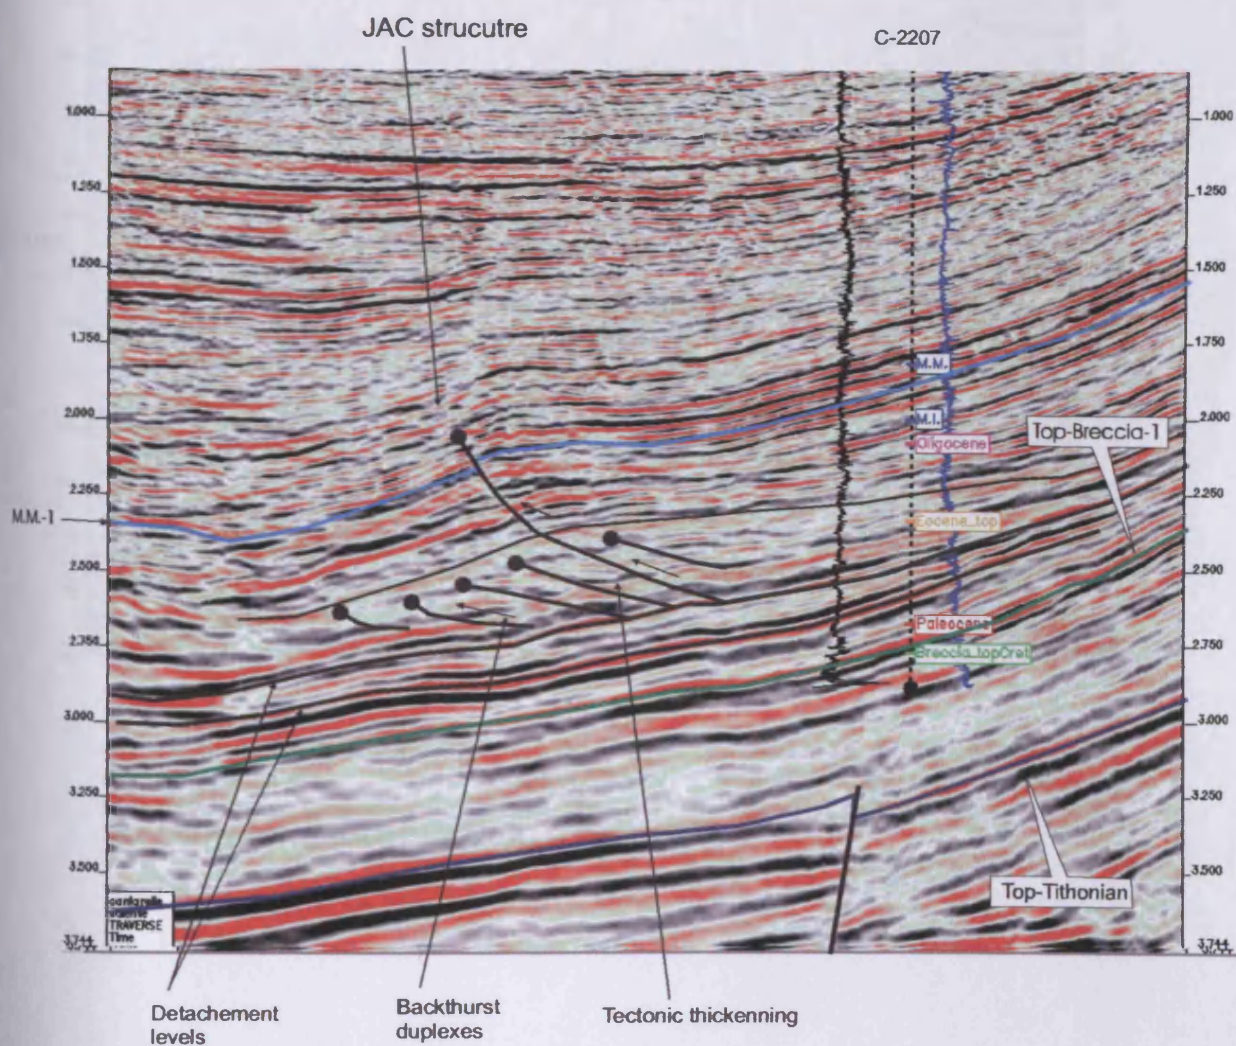 JAC strucutre
C-2207
1.000
1.250
1.500
1.750
2.000
2.250
2.500
2.750
3.000
3.250
3.500
3.744
1.000
1.250
1.500
1.750
2.000
2.250
2.500
2.750
3.000
3.250
3.500
3.744
M.M.-1
M.M.
M.I.
Oligocene
Top-Breccia-1
Eocene_top
Paleocene
Breccia_topCret
Top-Tithonian
TRAVERSE
Time
Detachement
levels
Backthurst
duplexes
Tectonic thickenning